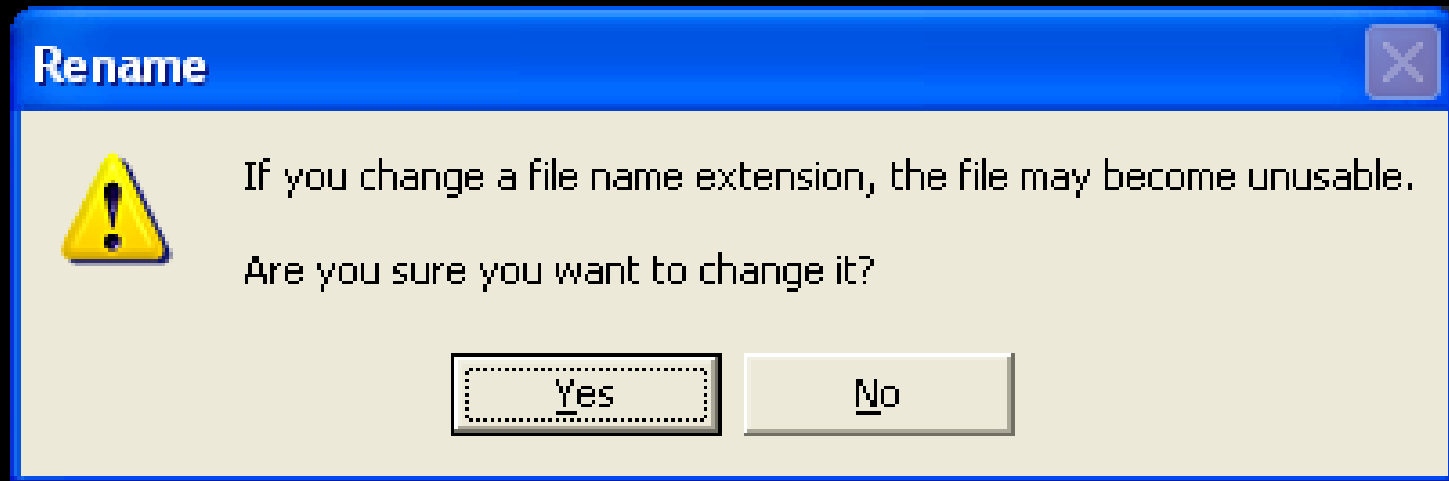 Rename
If you change a file name extension, the file may become unusable.
Are you sure you want to change it?
Yes
No